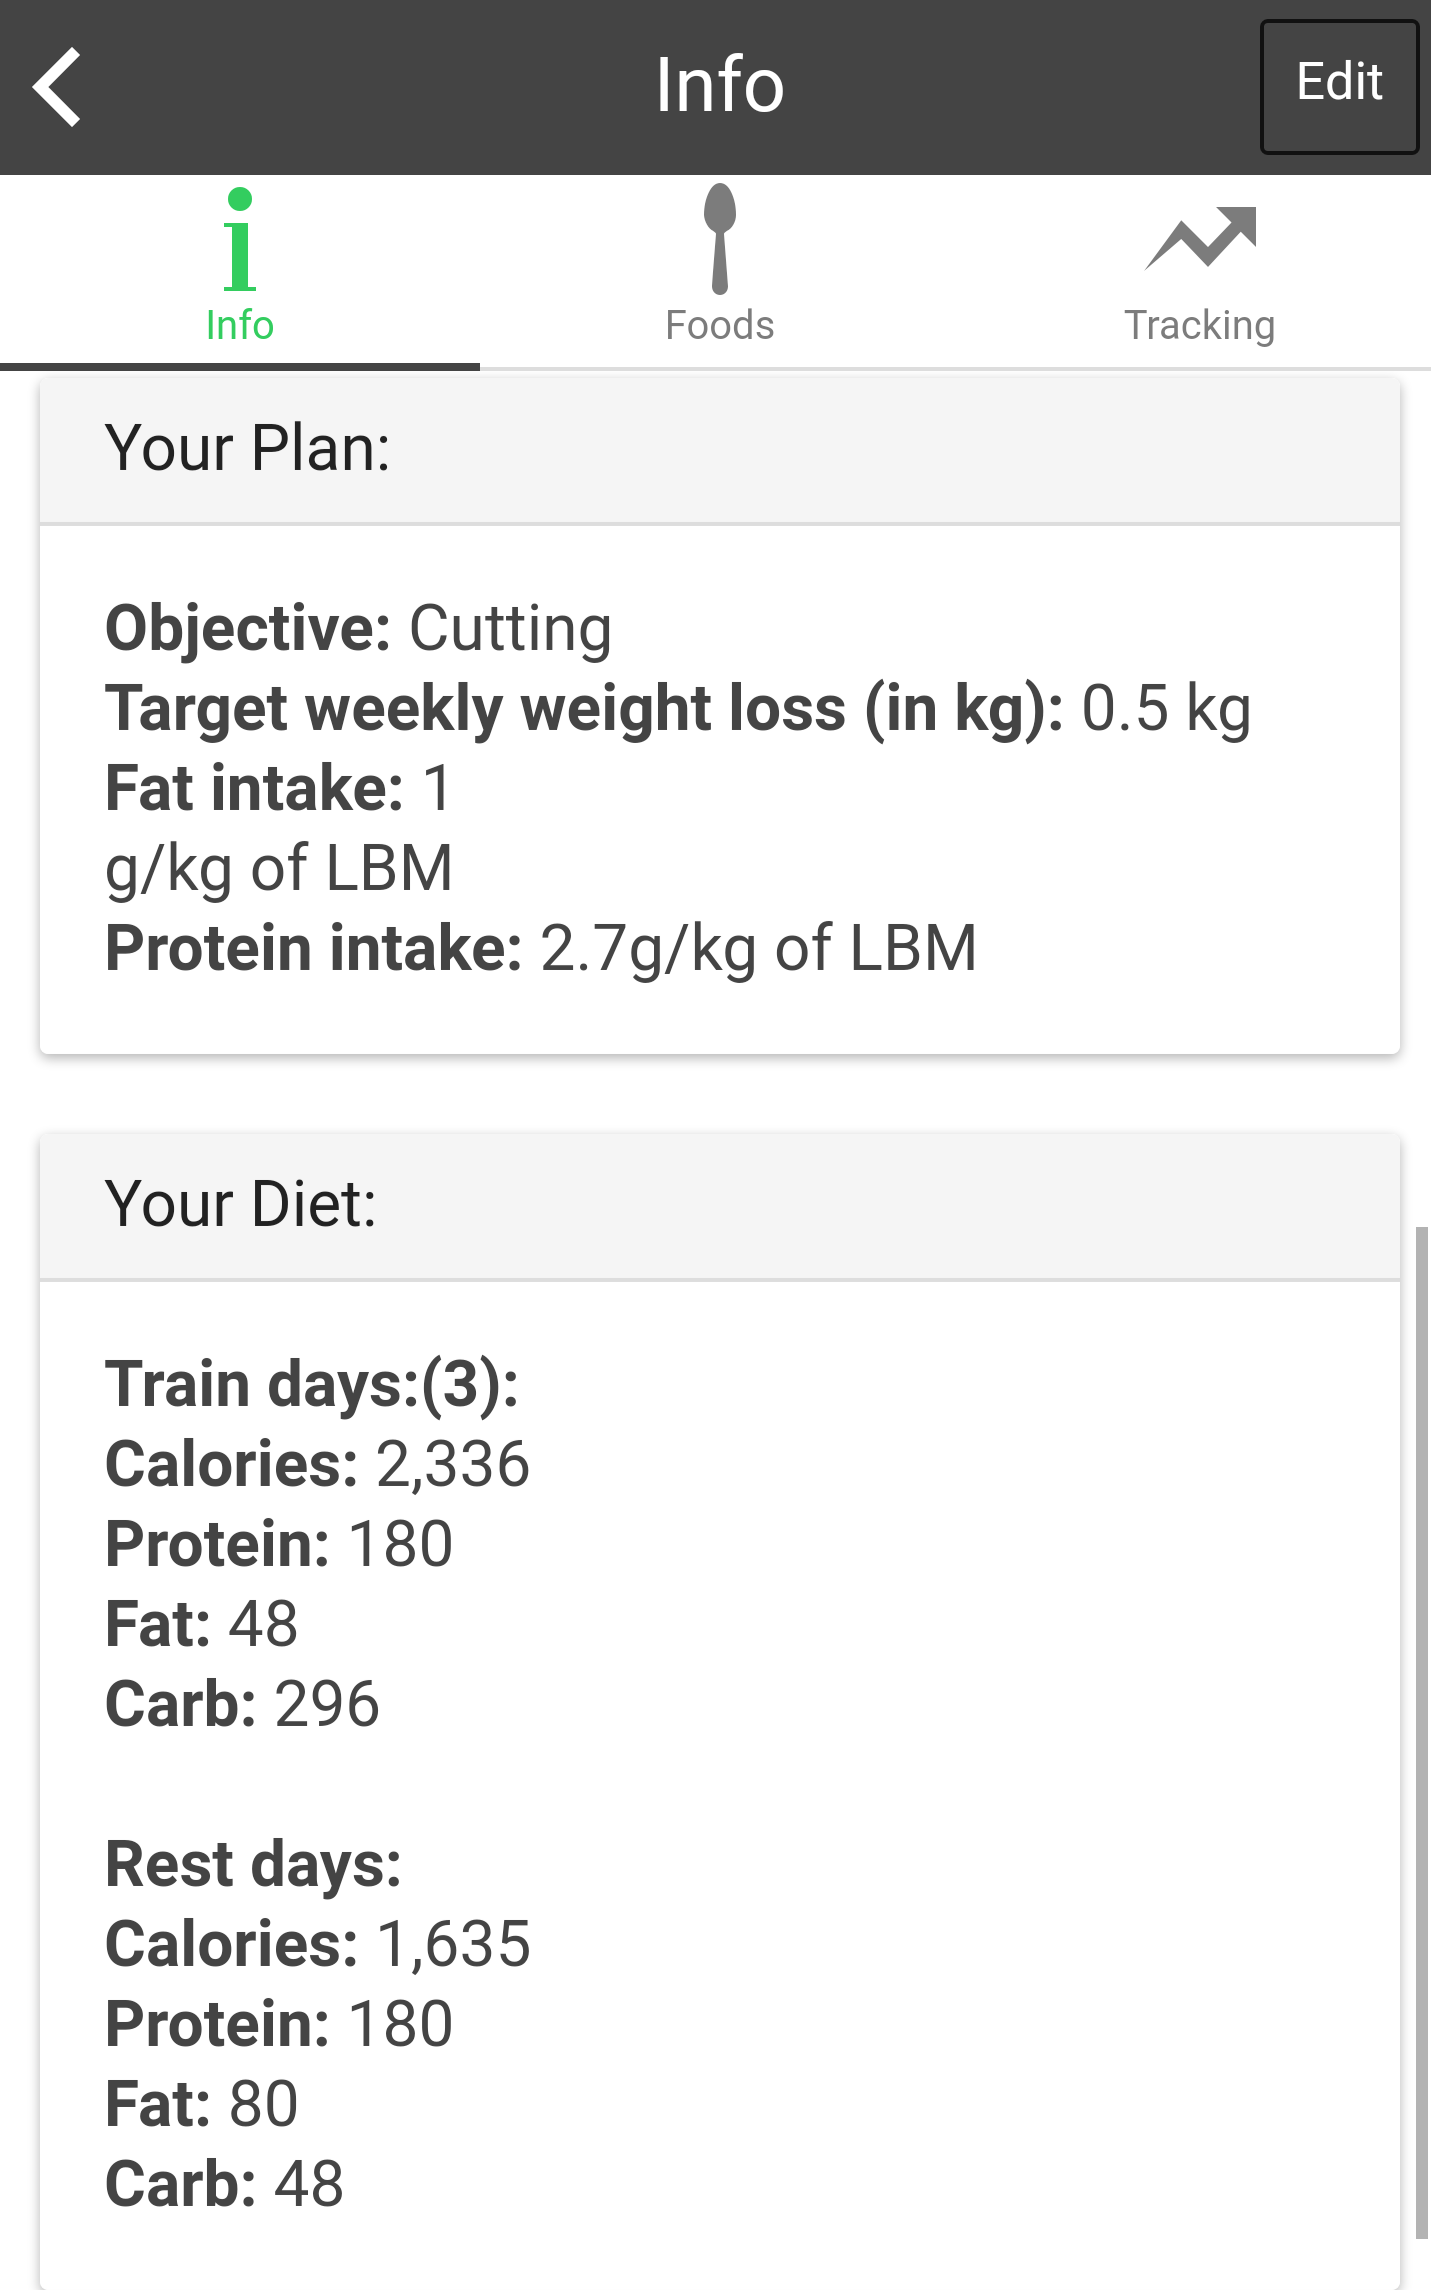 Info
Edit
Info
Foods
Tracking
Your Plan:
Objective: Cutting
Target weekly weight loss (in kg): 0.5 kg
Fat intake: 1
g/kg of LBM
Protein intake: 2.7g/kg of LBM
Your Diet:
Train days:(3):
Calories: 2,336
Protein: 180
Fat: 48
Carb: 296
Rest days:
Calories: 1,635
Protein: 180
Fat: 80
Carb: 48